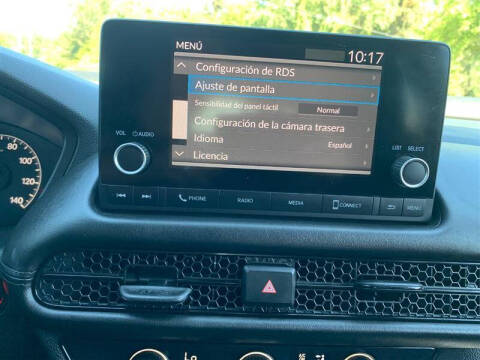 MENÚ
10:17
Configuración de RDS
Ajuste de pantalla
Sensibilidad del panel táctil Normal
Configuración de la cámara trasera
Idioma Español
Licencia
VOL AUDIO
LIST SELECT
PHONE RADIO MEDIA CONNECT MENU
80
100
120
140
Lo